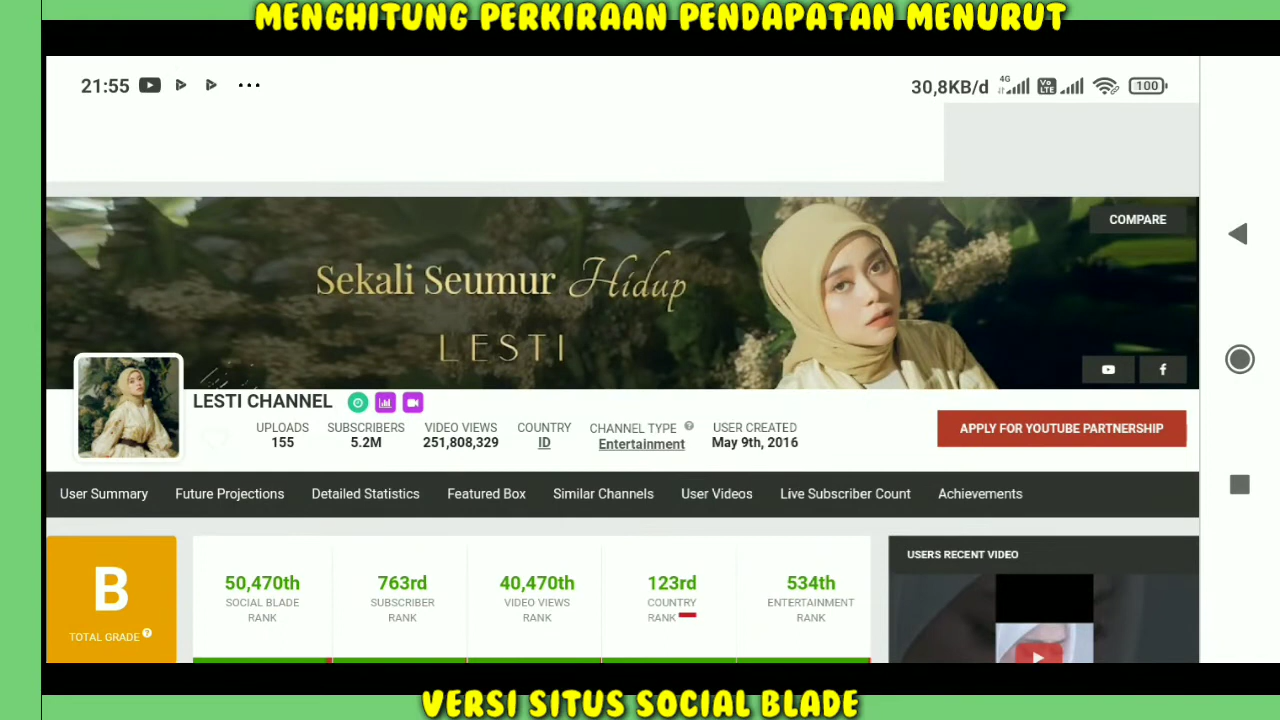 MENGHITUNG PERKIRAAN PENDAPATAN MENURUT
21:55 30,8KB/d 4G Vo LTE 100
COMPARE
Sekali Seumur Hidup
LESTI
LESTI CHANNEL
UPLOADS SUBSCRIBERS VIDEO VIEWS COUNTRY CHANNEL TYPE ? USER CREATED
155 5.2M 251,808,329 ID Entertainment May 9th, 2016
APPLY FOR YOUTUBE PARTNERSHIP
User Summary Future Projections Detailed Statistics Featured Box Similar Channels User Videos Live Subscriber Count Achievements
B
TOTAL GRADE ?
50,470th 763rd 40,470th 123rd 534th
SOCIAL BLADE SUBSCRIBER VIDEO VIEWS COUNTRY ENTERTAINMENT
RANK RANK RANK RANK RANK
USERS RECENT VIDEO
VERSI SITUS SOCIAL BLADE